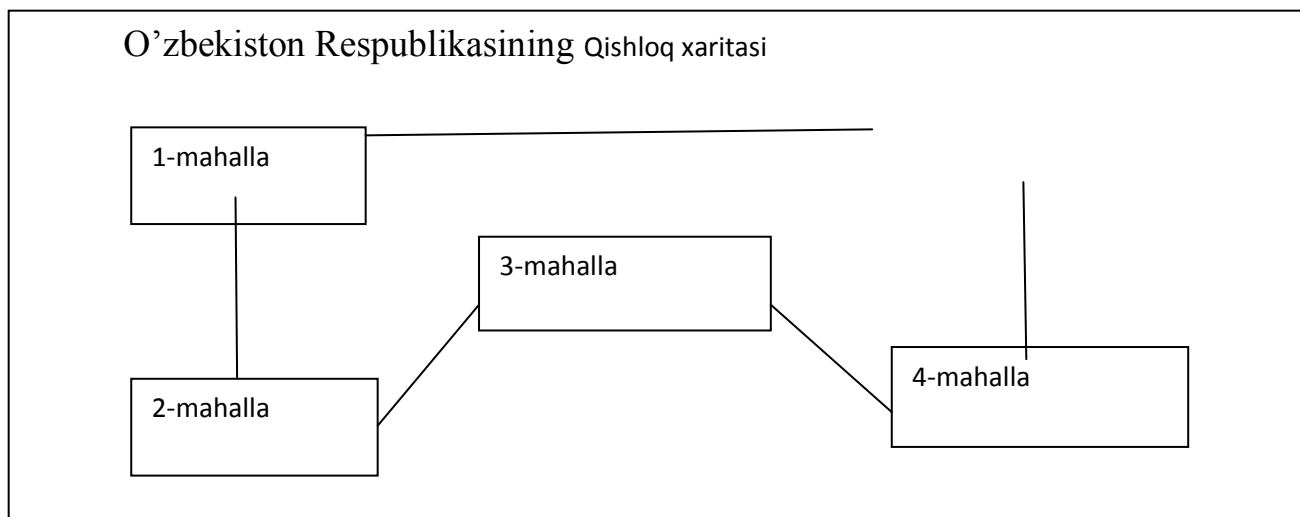 O’zbekiston Respublikasining Qishloq xaritasi
1-mahalla
3-mahalla
4-mahalla
2-mahalla